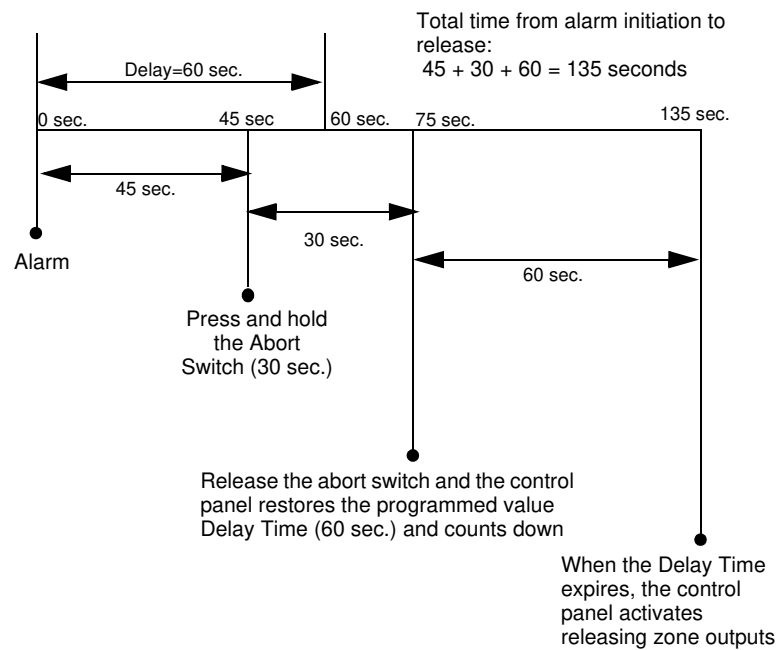 Total time from alarm initiation to
release:
45 + 30 + 60 = 135 seconds
Delay=60 sec.
0 sec.
45 sec
60 sec.
75 sec.
135 sec.
45 sec.
30 sec.
60 sec.
Alarm
Press and hold
the Abort
Switch (30 sec.)
Release the abort switch and the control
panel restores the programmed value
Delay Time (60 sec.) and counts down
When the Delay Time
expires, the control
panel activates
releasing zone outputs